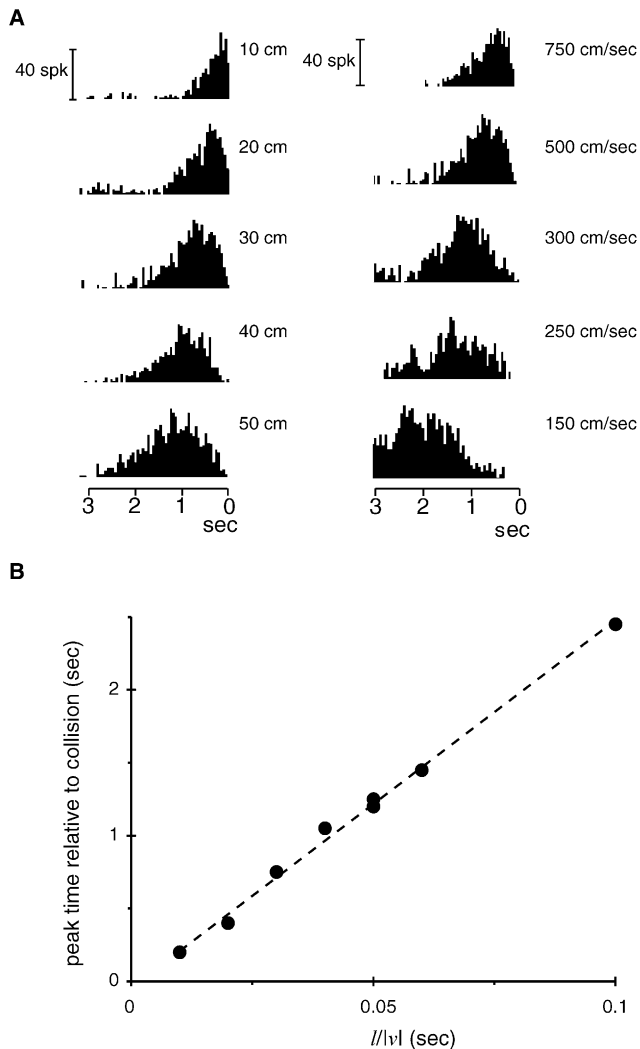 A
40 spk
10 cm
20 cm
30 cm
40 cm
50 cm
3 2 1 0
sec
40 spk
750 cm/sec
500 cm/sec
300 cm/sec
250 cm/sec
150 cm/sec
3 2 1 0
sec
B
peak time relative to collision (sec)
2
1
0
0 0.05 0.1
l/|v| (sec)